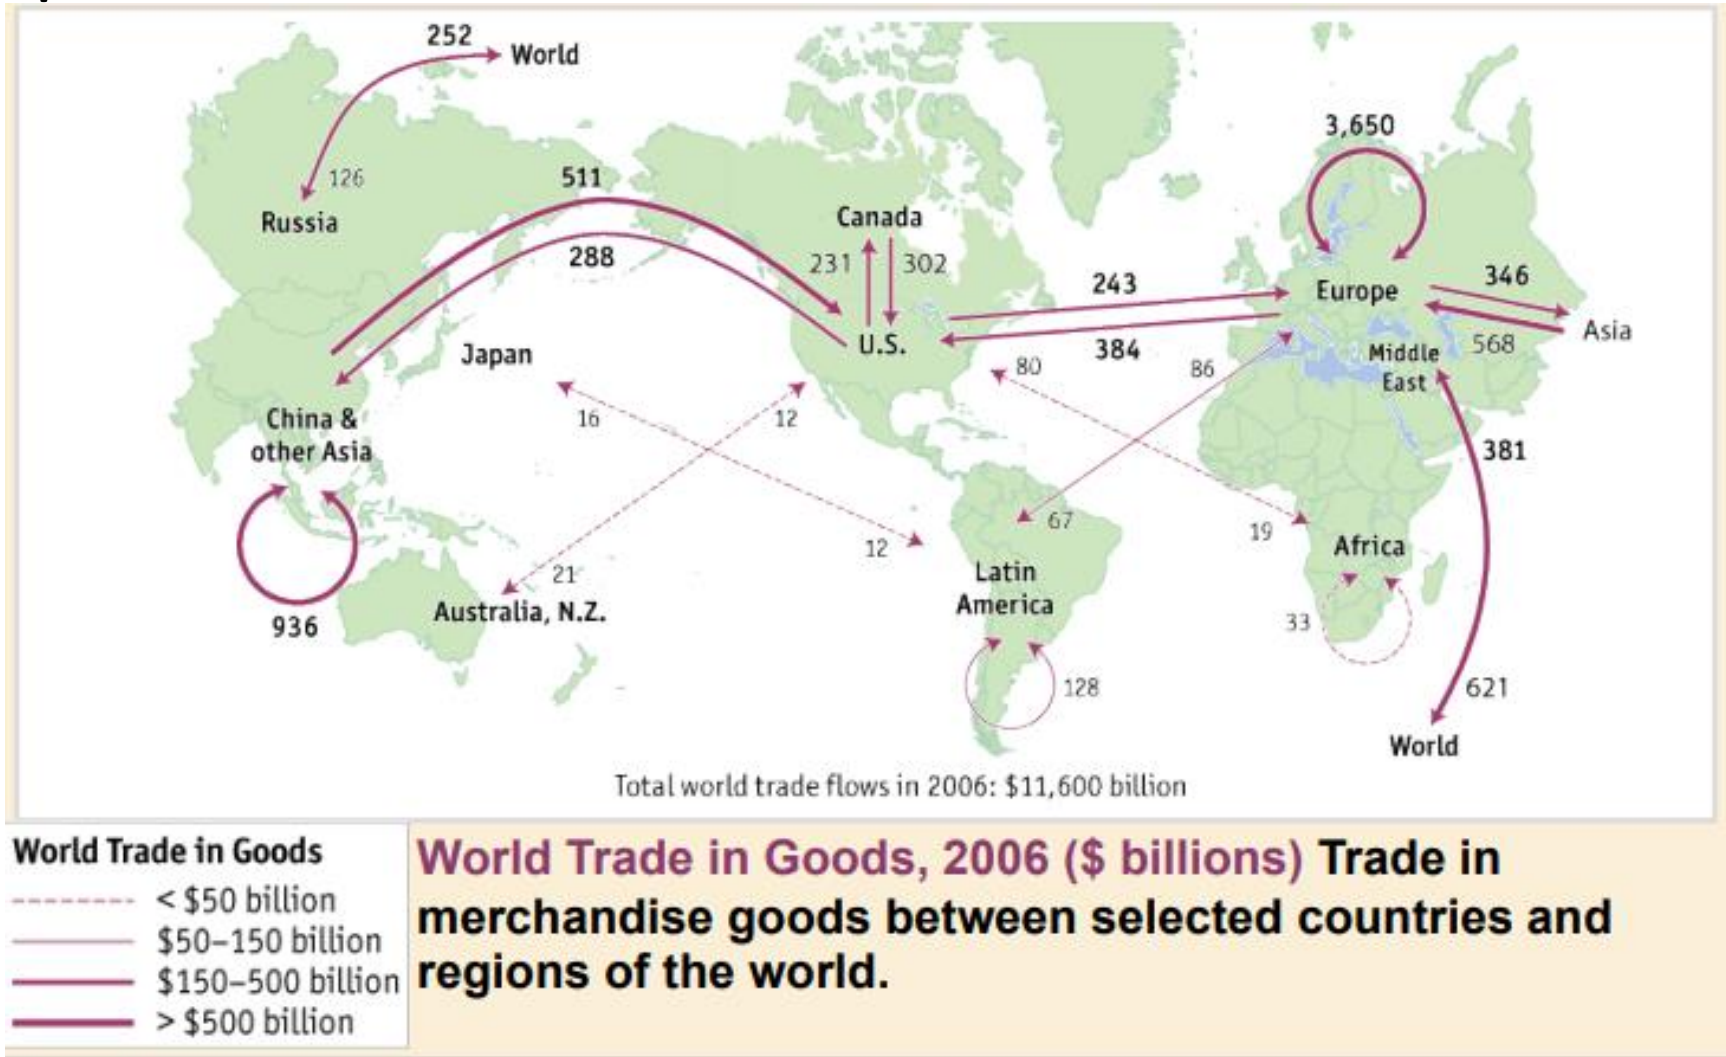 252
World
126
Russia
511
288
Canada
231
302
U.S.
243
384
3,650
Europe
346
568
Asia
Middle
East
381
621
World
Japan
16
12
12
21
China &
other Asia
936
Australia, N.Z.
80
19
86
67
Latin
America
128
Africa
33
Total world trade flows in 2006: $11,600 billion
World Trade in Goods
< $50 billion
$50–150 billion
$150–500 billion
> $500 billion
World Trade in Goods, 2006 ($ billions) Trade in
merchandise goods between selected countries and
regions of the world.